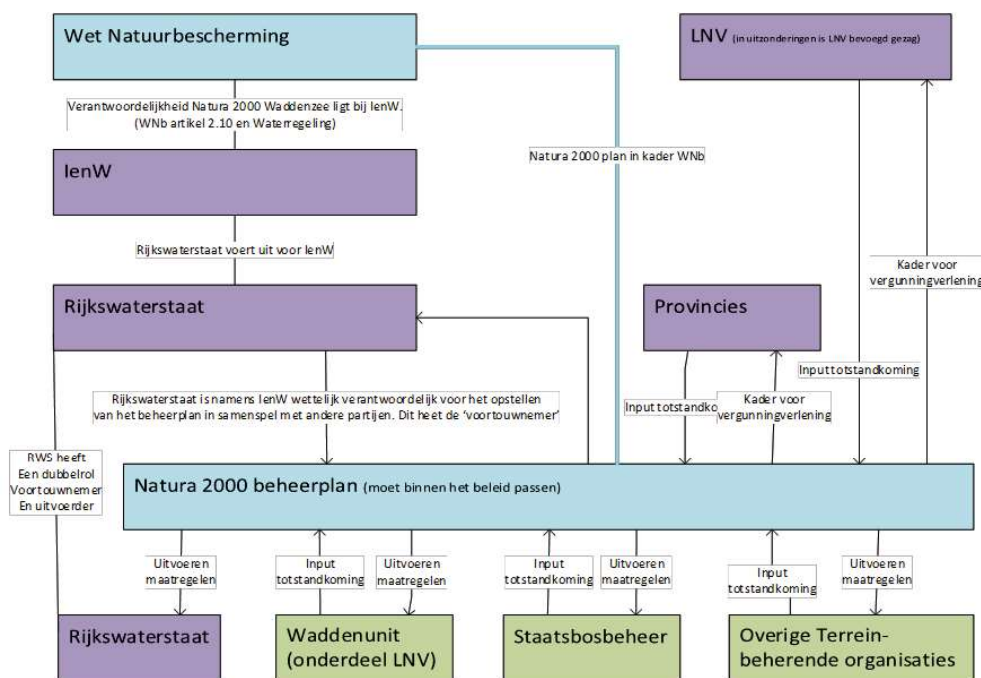 Wet Natuurbescherming
LNV (in uitzonderingen is LNV bevoegd gezag)
Verantwoordelijkheid Natura 2000 Waddenzee ligt bij IenW.
(WNb artikel 2.10 en Waterregeling)
Natura 2000 plan in kader WNb
IenW
Rijkswaterstaat voert uit voor IenW
Kader voor
vergunningverlening
Rijkswaterstaat
Provincies
Input totstandkoming
Rijkswaterstaat is namens IenW wettelijk verantwoordelijk voor het opstellen
van het beheerplan in samenspel met andere partijen. Dit heet de ‘voortouwnemer’
Input totstandko
Kader voor
vergunningverlening
RWS heeft
Een dubbelrol
Voortouwnemer
En uitvoerder
Natura 2000 beheerplan (moet binnen het beleid passen)
Uitvoeren
maatregelen
Input
totstandkoming
Uitvoeren
maatregelen
Input
totstandkoming
Uitvoeren
maatregelen
Input
totstandkoming
Uitvoeren
maatregelen
Rijkswaterstaat
Waddenunit
(onderdeel LNV)
Staatsbosbeheer
Overige Terrein-
beherende organisaties